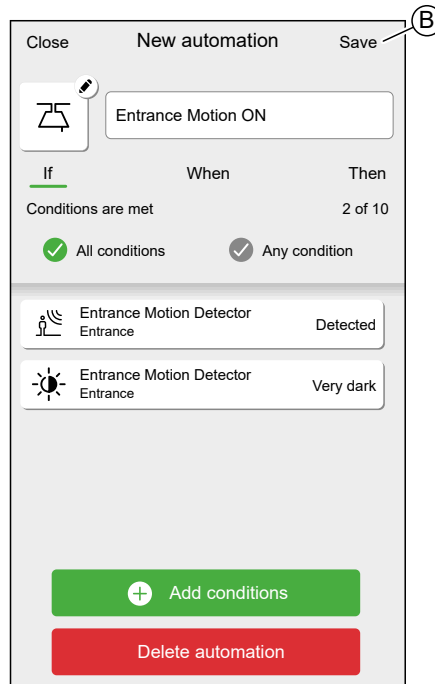 B
Close New automation Save
Entrance Motion ON
If When Then
Conditions are met 2 of 10
All conditions Any condition
Entrance Motion Detector
Entrance
Detected
Entrance Motion Detector
Entrance
Very dark
Add conditions
Delete automation